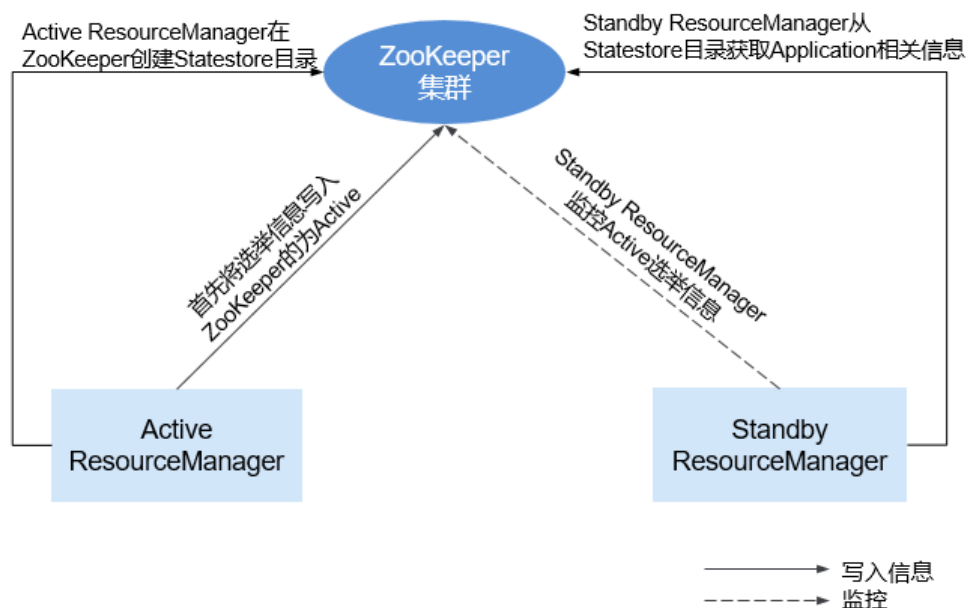 Active ResourceManager在
ZooKeeper创建Statestore目录
ZooKeeper
集群
Standby ResourceManager从
Statestore目录获取Application相关信息
首先将选举信息写入
ZooKeeper的为Active
Standby ResourceManager
监控Active选举信息
Active
ResourceManager
Standby
ResourceManager
写入信息
监控